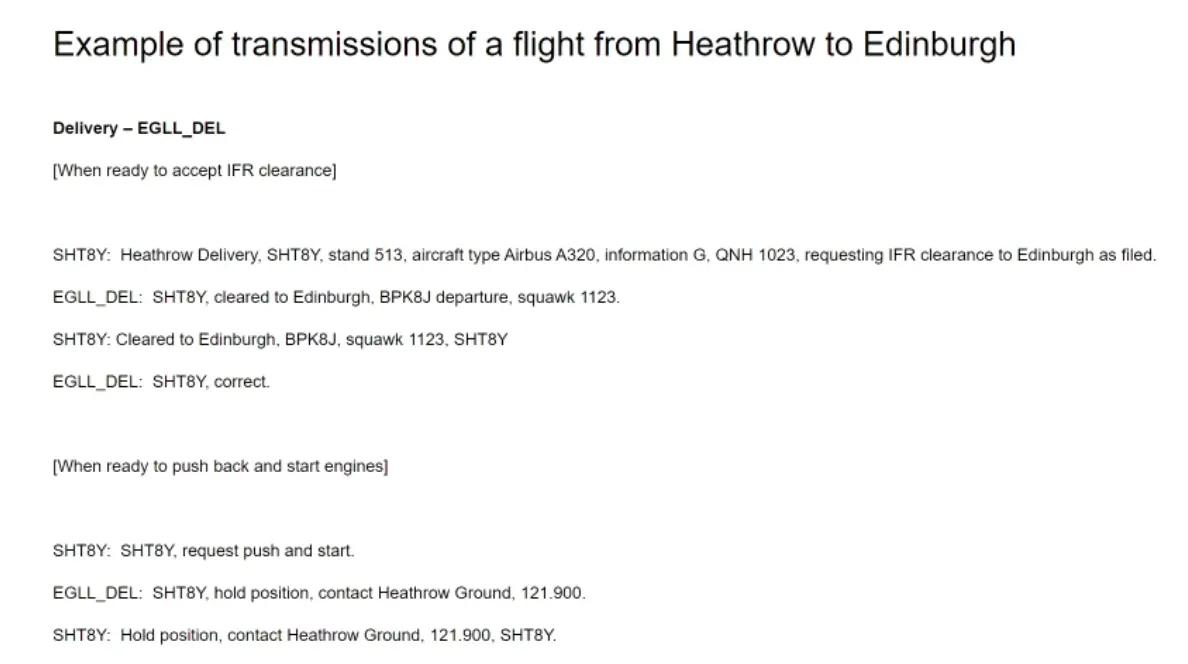 Example of transmissions of a flight from Heathrow to Edinburgh
Delivery – EGLL_DEL
[When ready to accept IFR clearance]
SHT8Y:  Heathrow Delivery, SHT8Y, stand 513, aircraft type Airbus A320, information G, QNH 1023, requesting IFR clearance to Edinburgh as filed.
EGLL_DEL:  SHT8Y, cleared to Edinburgh, BPK8J departure, squawk 1123.
SHT8Y: Cleared to Edinburgh, BPK8J, squawk 1123, SHT8Y
EGLL_DEL:  SHT8Y, correct.
[When ready to push back and start engines]
SHT8Y:  SHT8Y, request push and start.
EGLL_DEL:  SHT8Y, hold position, contact Heathrow Ground, 121.900.
SHT8Y:  Hold position, contact Heathrow Ground, 121.900, SHT8Y.